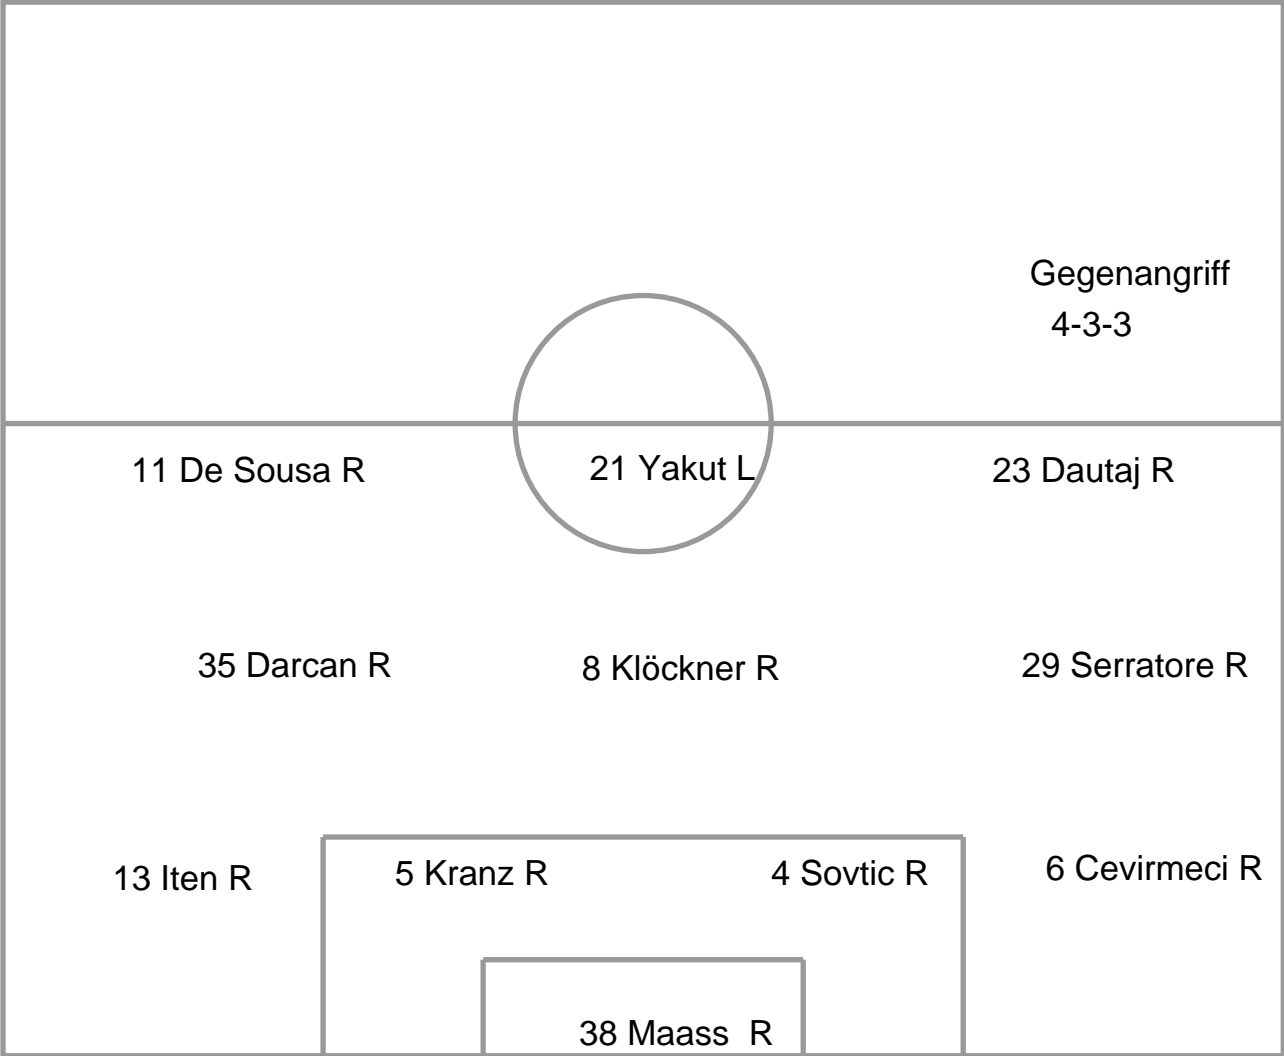 Gegenangriff
4-3-3
11 De Sousa R
21 Yakut L
23 Dautaj R
35 Darcan R
8 Klöckner R
29 Serratore R
13 Iten R
5 Kranz R
4 Sovtic R
6 Cevirmeci R
38 Maass  R